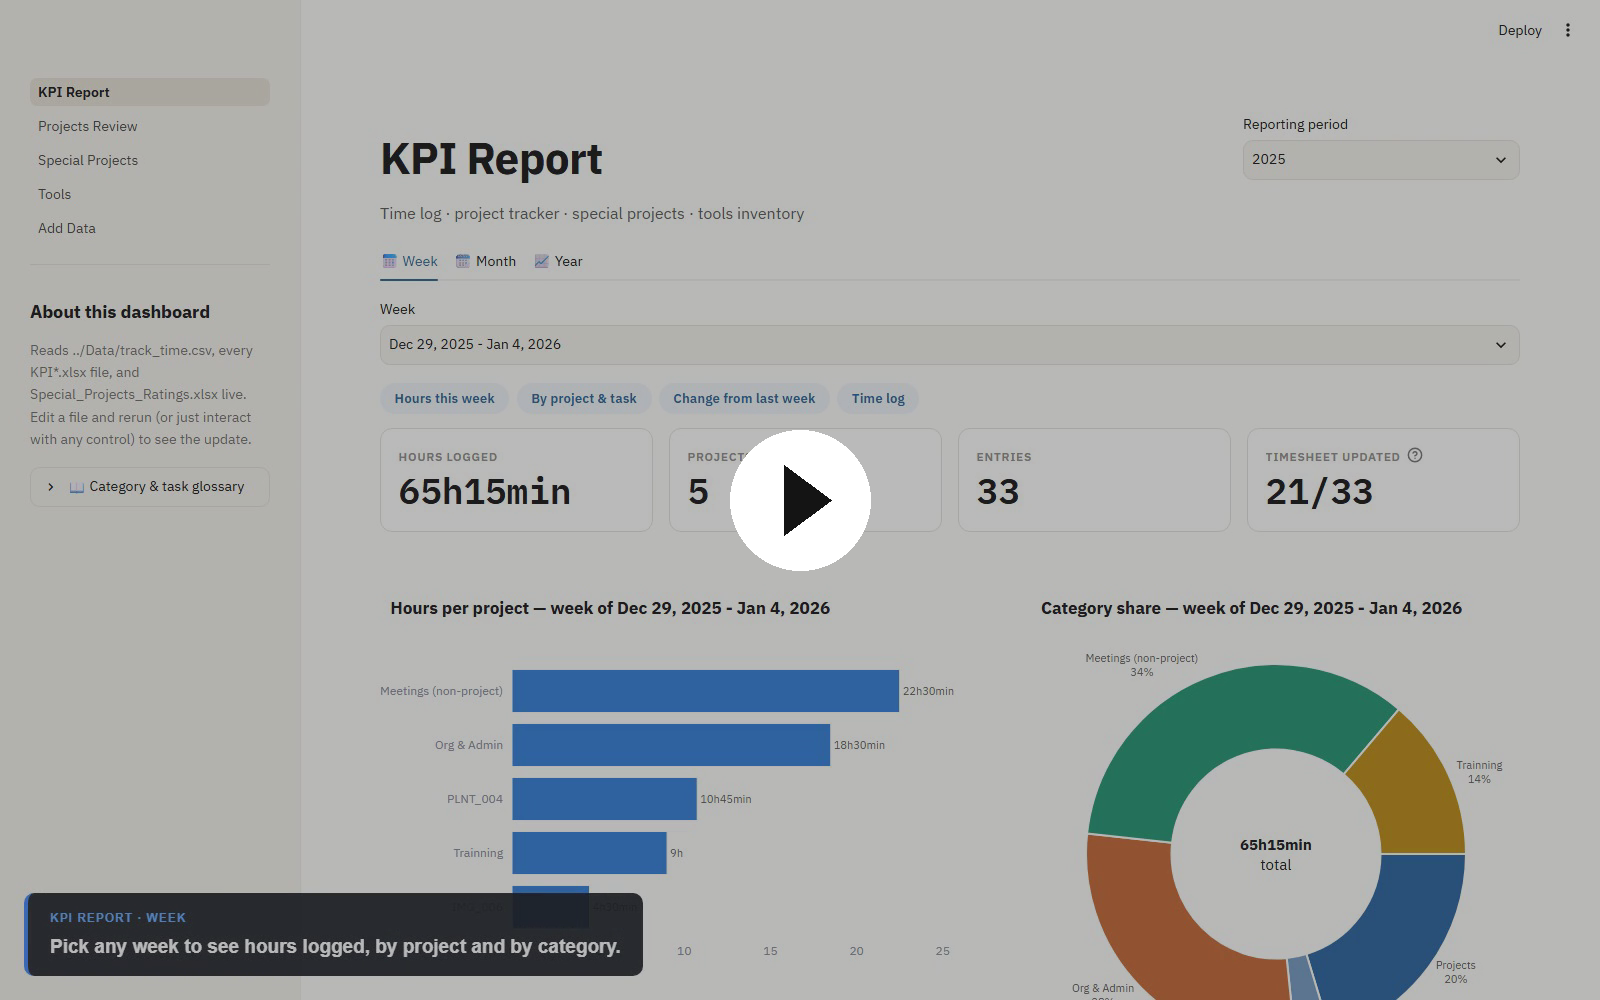 Deploy
KPI Report
Projects Review
Special Projects
Tools
Add Data
About this dashboard
Reads ../Data/track_time.csv, every
KPI*.xlsx file, and
Special_Projects_Ratings.xlsx live.
Edit a file and rerun (or just interact
with any control) to see the update.
Category & task glossary
KPI Report
Reporting period
2025
Time log · project tracker · special projects · tools inventory
Week
Month
Year
Week
Dec 29, 2025 - Jan 4, 2026
Hours this week
By project & task
Change from last week
Time log
HOURS LOGGED
65h15min
5
ENTRIES
33
TIMESHEET UPDATED
21/33
Hours per project — week of Dec 29, 2025 - Jan 4, 2026
Meetings (non-project)
22h30min
Org & Admin
18h30min
PLNT_004
10h45min
Trainning
9h
10
15
20
25
Category share — week of Dec 29, 2025 - Jan 4, 2026
Meetings (non-project)
34%
Trainning
14%
65h15min
total
Projects
20%
Org & Admin
KPI REPORT · WEEK
Pick any week to see hours logged, by project and by category.